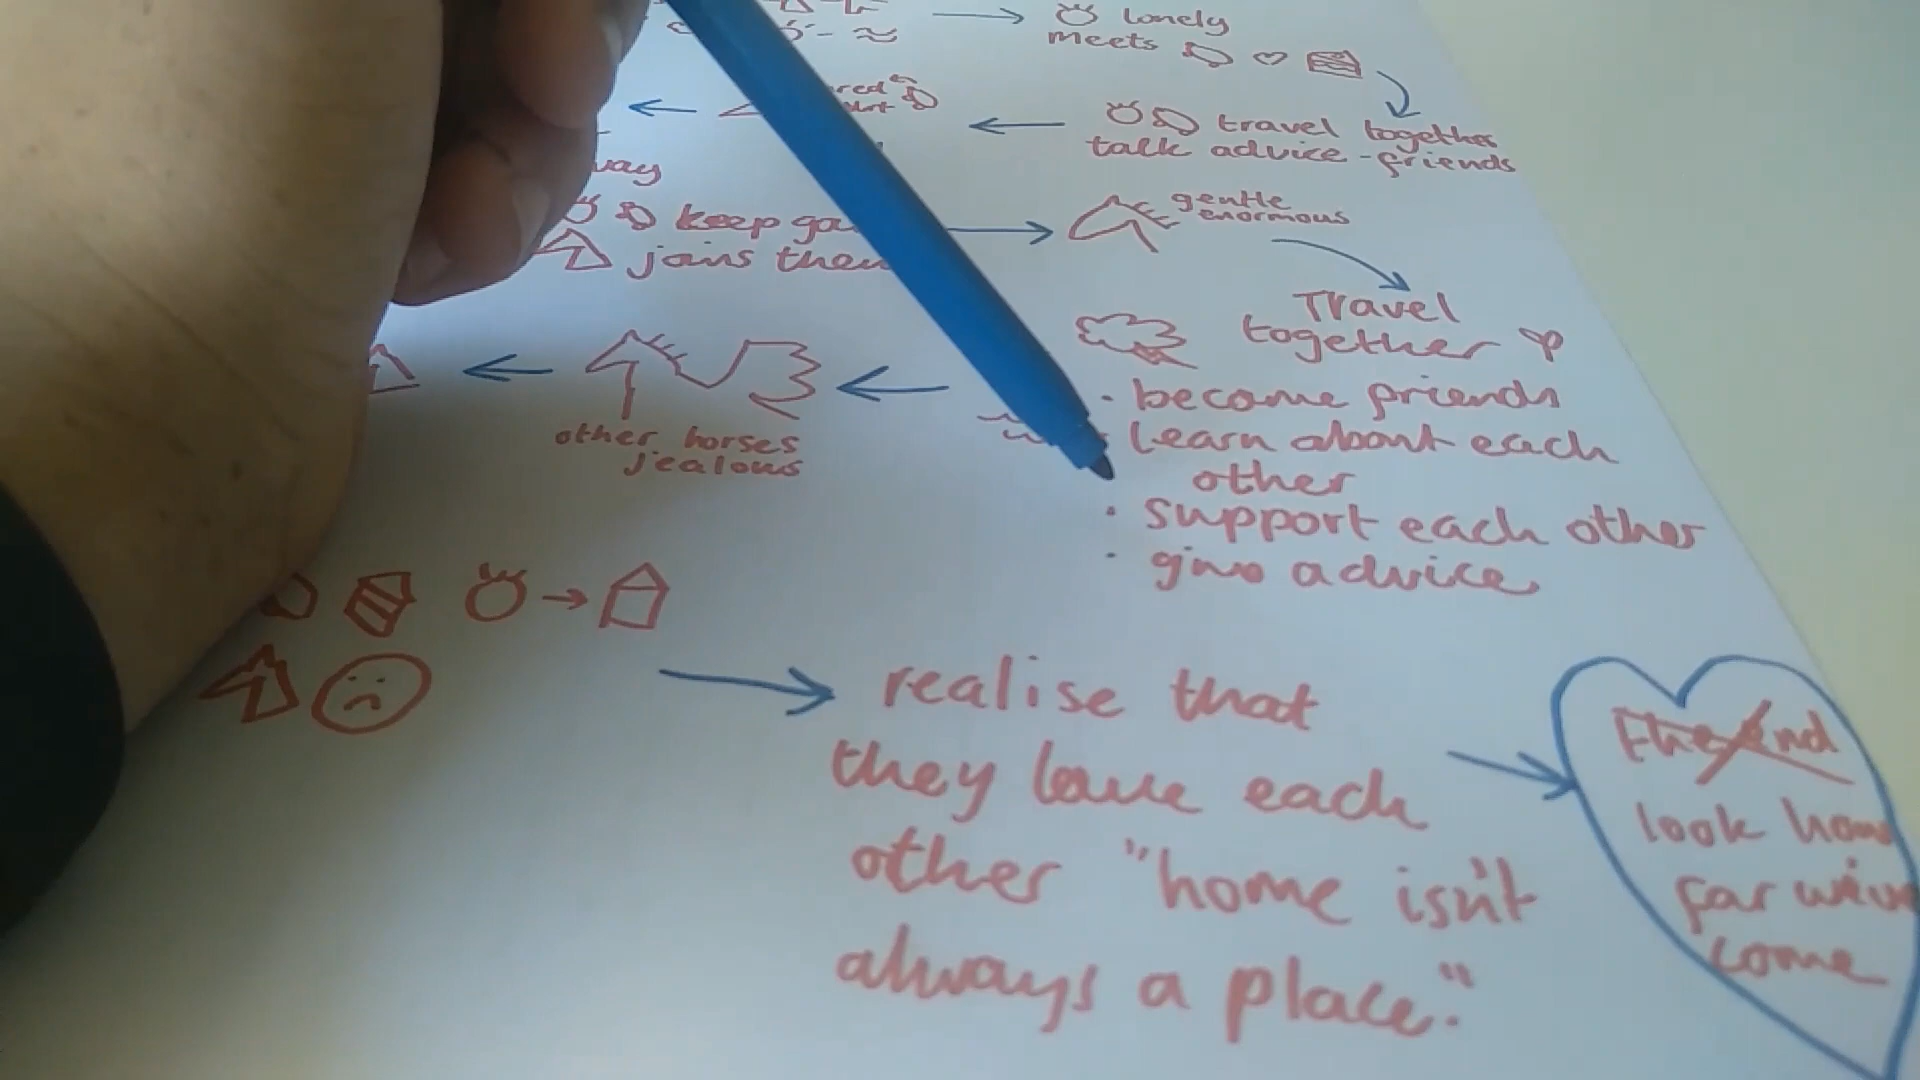 lonely
meets
travel together
talk advice - friends
way
keep
joins them
gentle
enormous
Travel
together
• become friends
• learn about each
other
• support each other
• give advice
other horses
jealous
realise that
they love each
other "home isn't
always a place."
The End
look how
far we've
come